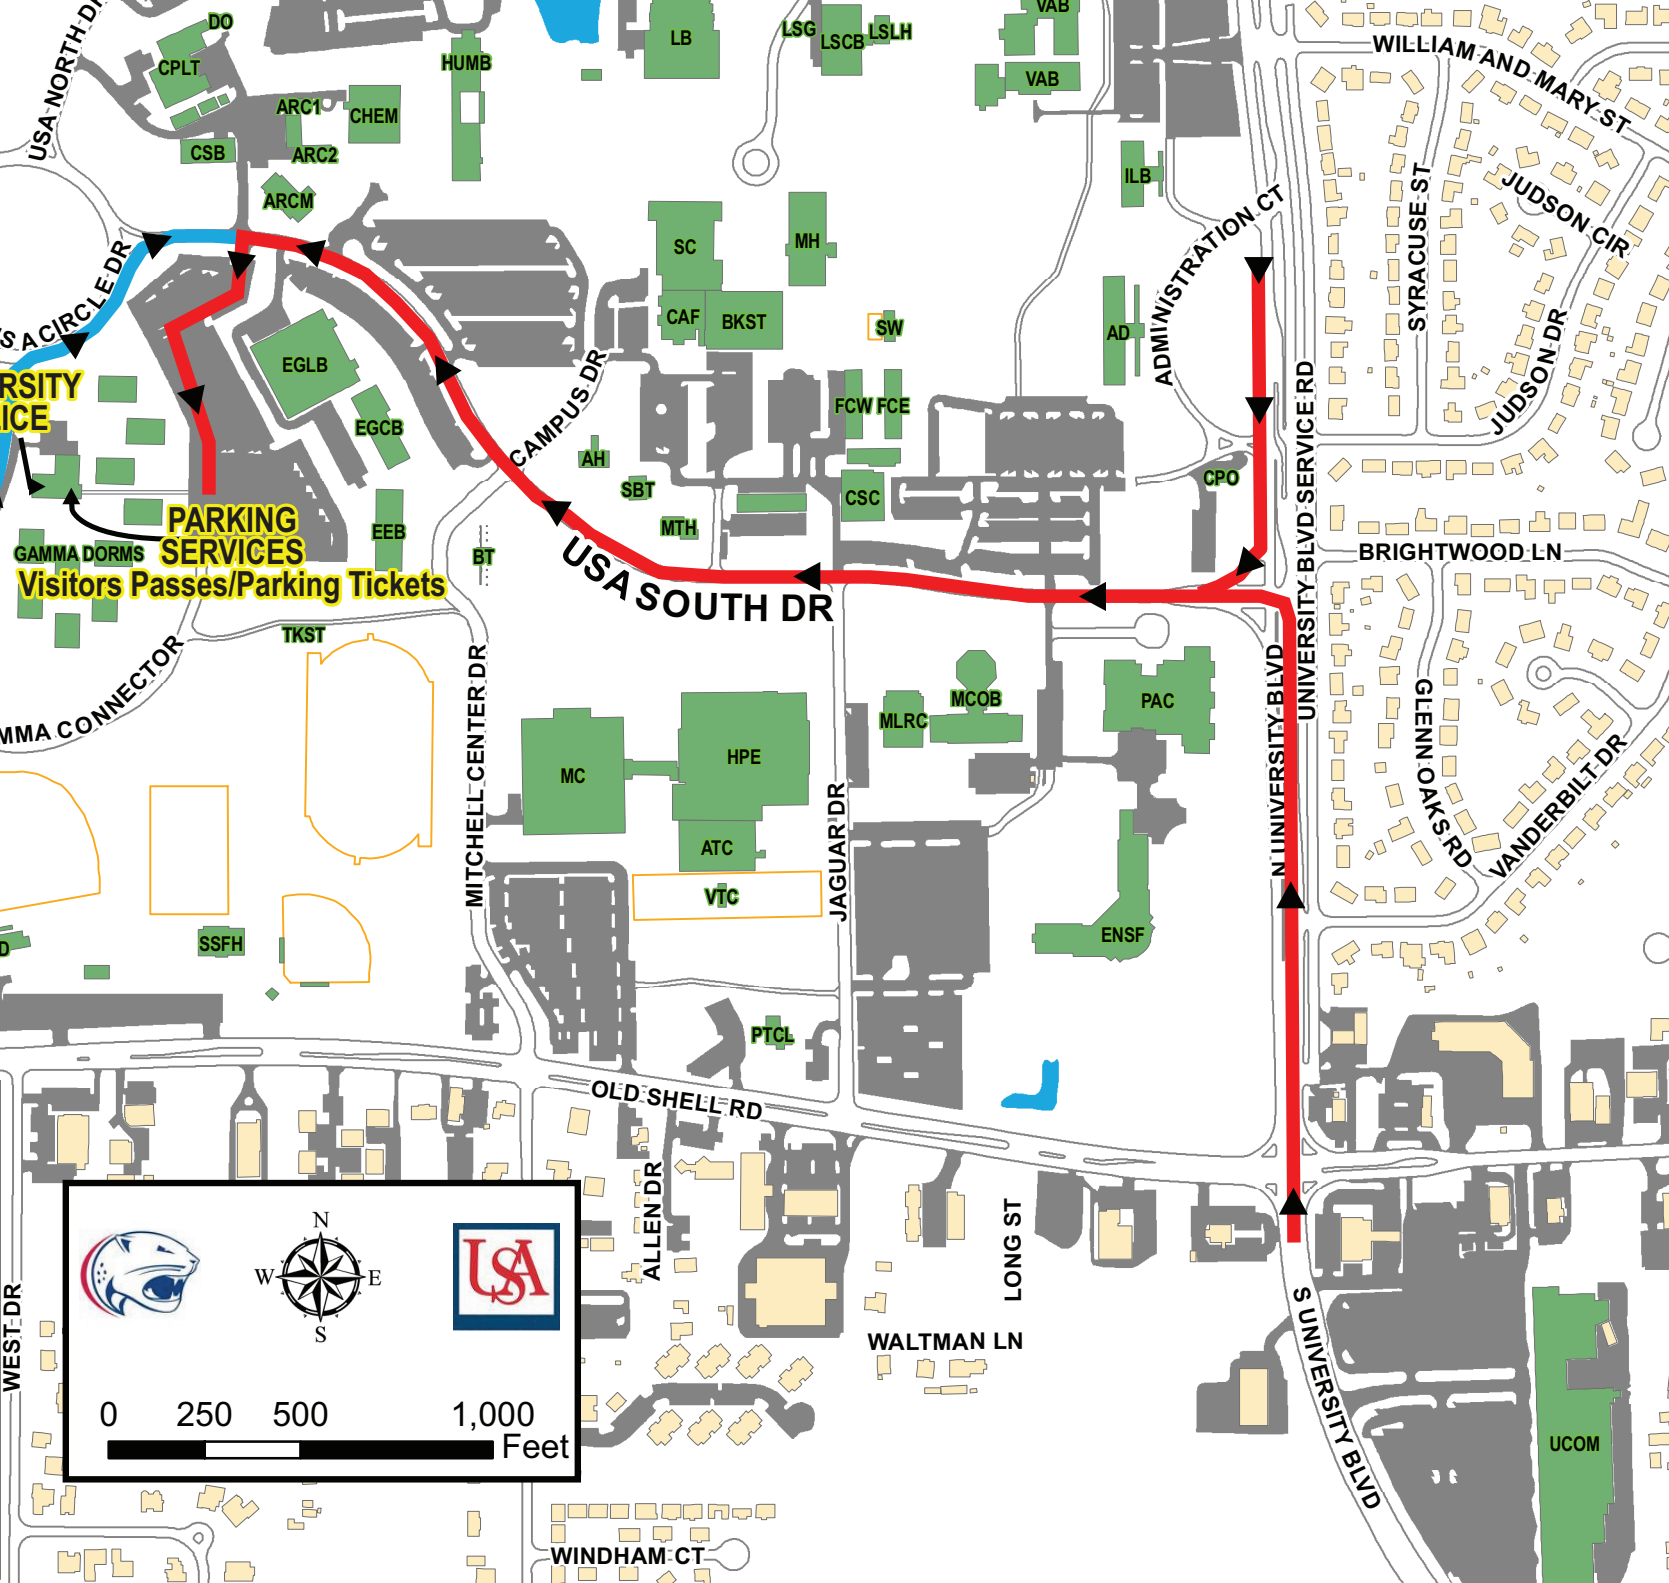 DO
VAB
LSG
LSCB
LSLH
LB
WILLIAM AND MARY ST
USA NORTH DR
CPLT
HUMB
VAB
ARC1
CHEM
CSB
ARC2
ILB
SYRACUSE ST
JUDSON CIR
ARCM
SC
MH
ADMINISTRATION CT
CIRCLE DR
CAF
BKST
SW
AD
JUDSON DR
EGLB
CAMPUS DR
UNIVERSITY BLVD SERVICE RD
FCW
FCE
EGCB
AH
SBT
CSC
CPO
MTH
PARKING
SERVICES
Visitors Passes/Parking Tickets
GAMMA DORMS
EEB
BT
USA SOUTH DR
BRIGHTWOOD LN
TKST
CONNECTOR
MITCHELL CENTER DR
MC
HPE
ATC
VTC
JAGUAR DR
MLRC
MCOB
PAC
N UNIVERSITY BLVD
GLENN OAKS RD
VANDERBILT DR
SSFH
D
ENSF
PTCL
OLD SHELL RD
ALLEN DR
LONG ST
WALTMAN LN
S UNIVERSITY BLVD
UCOM
WEST DR
N
W
E
S
USA
0 250 500 1,000
Feet
WINDHAM CT